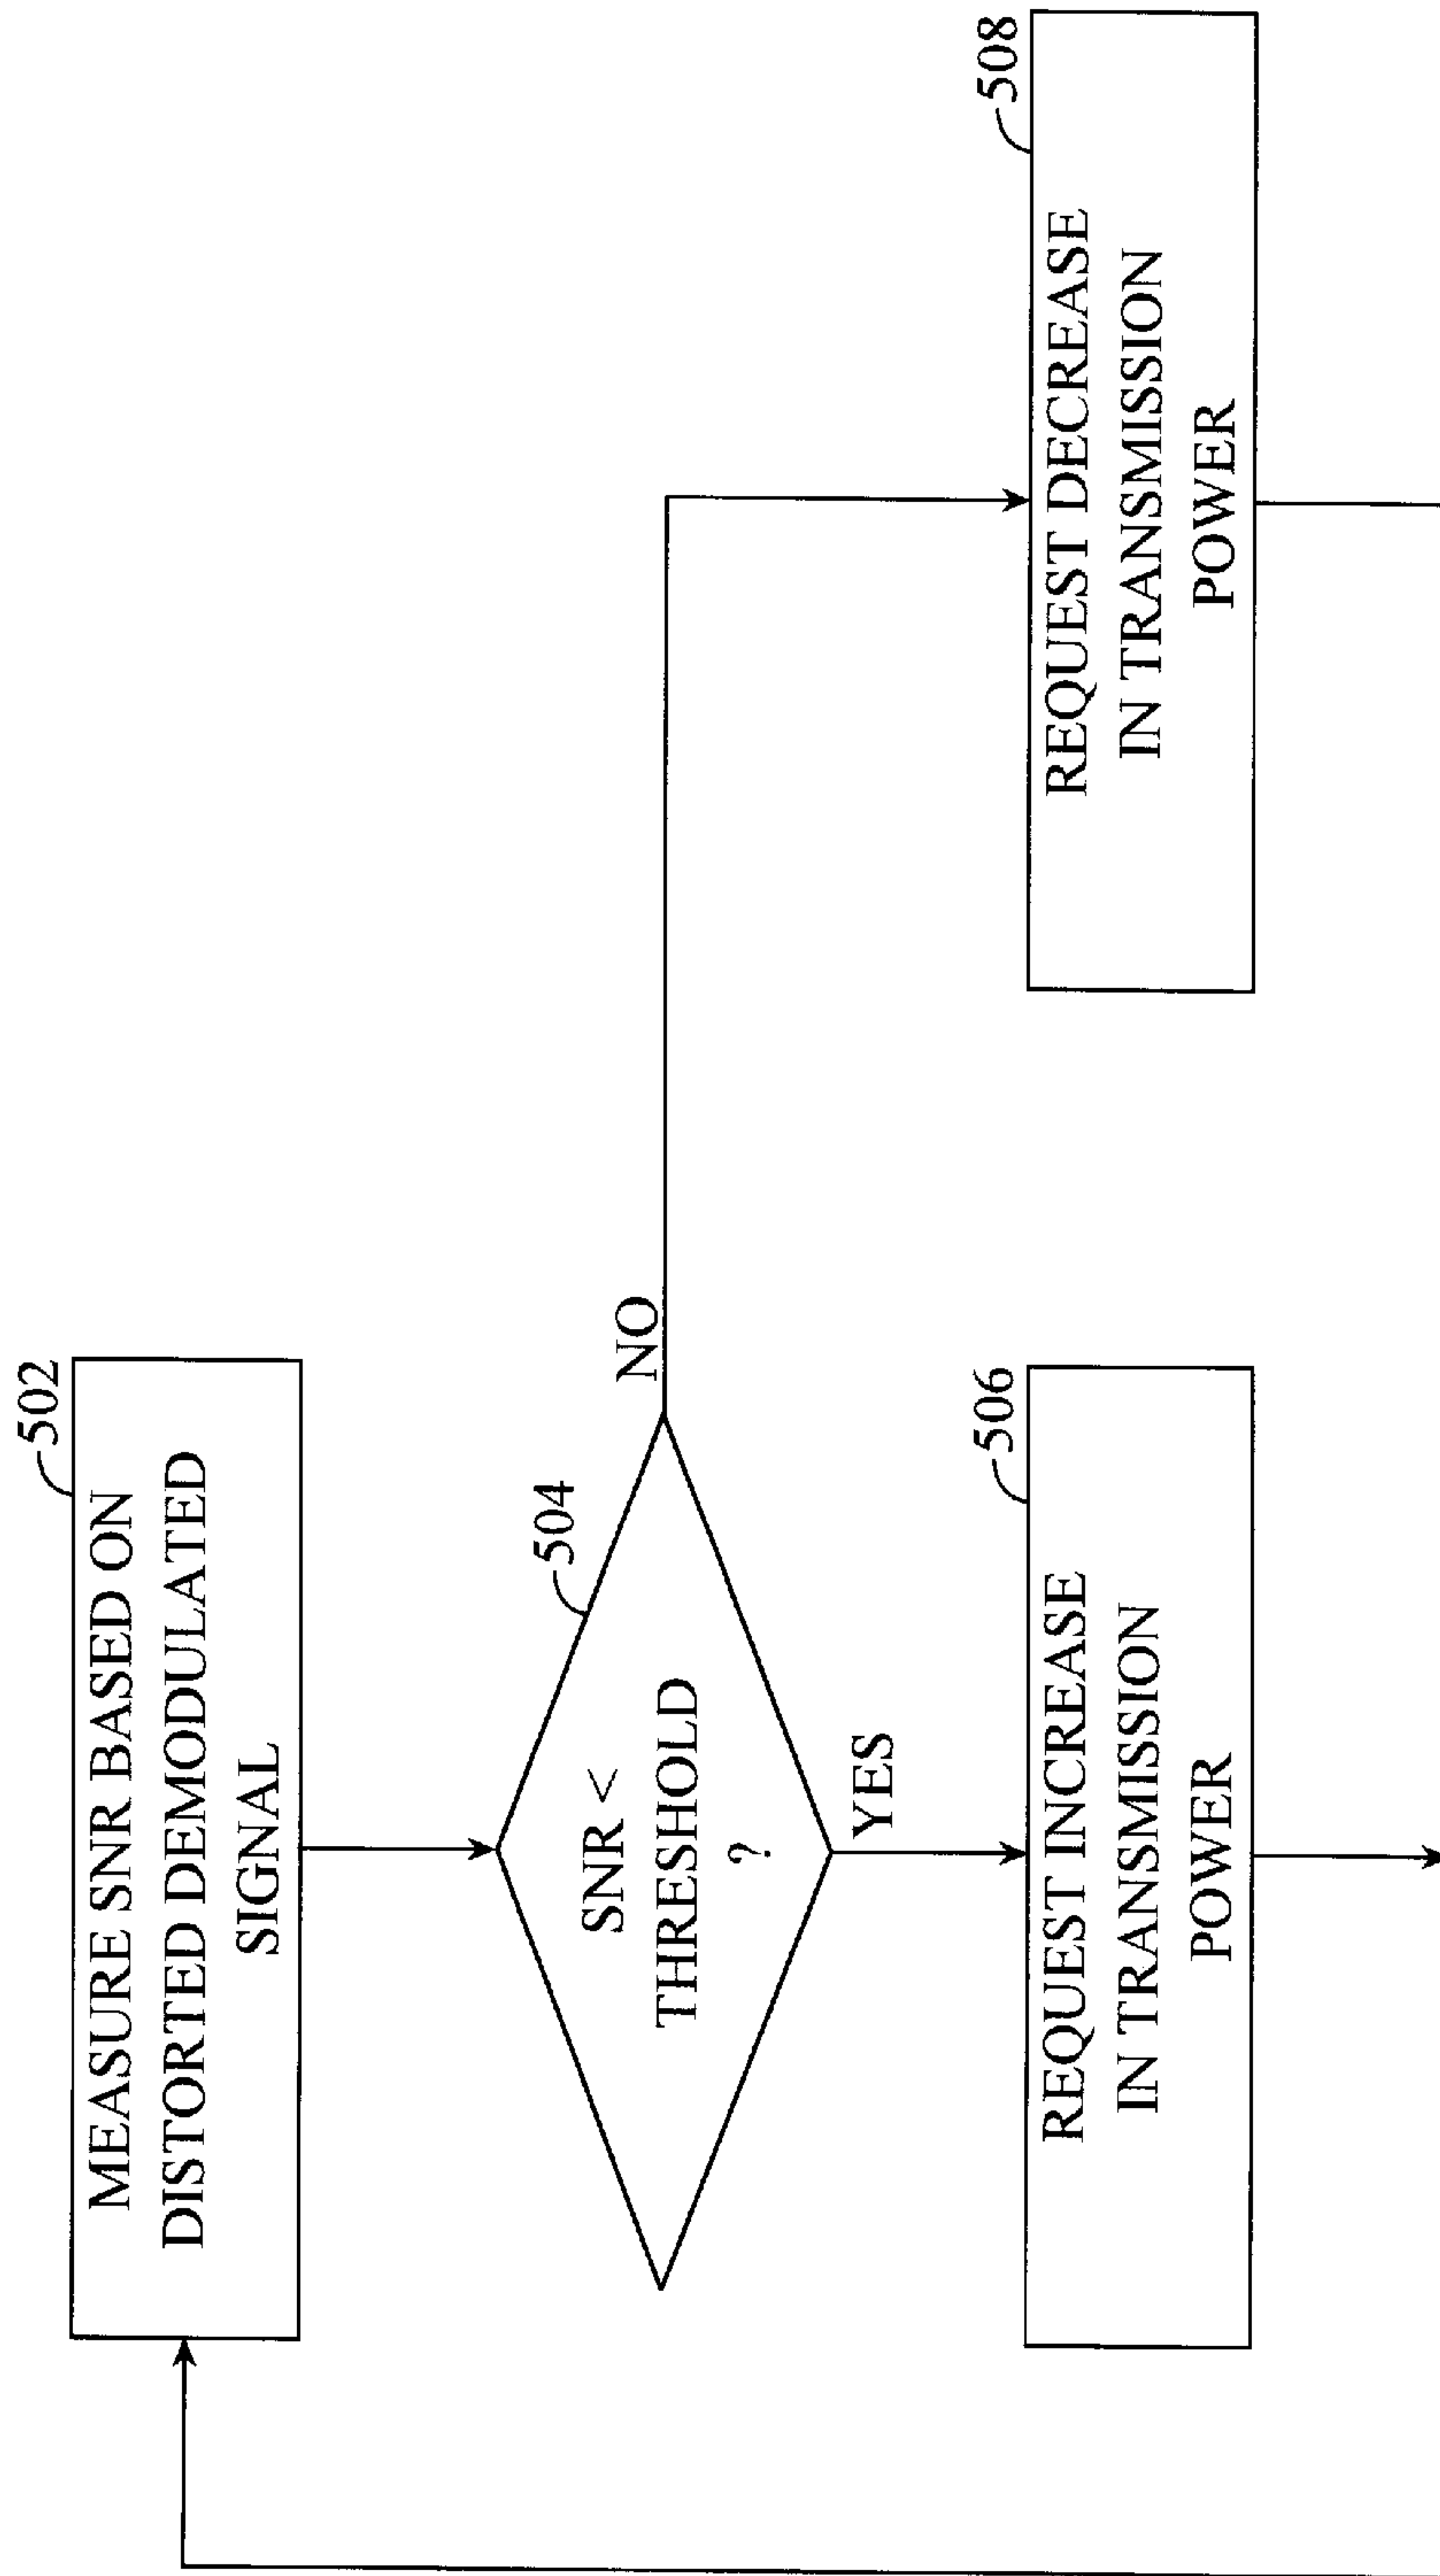 502
MEASURE SNR BASED ON
DISTORTED DEMODULATED
SIGNAL
504
SNR <
THRESHOLD
?
NO
YES
506
REQUEST INCREASE
IN TRANSMISSION
POWER
508
REQUEST DECREASE
IN TRANSMISSION
POWER